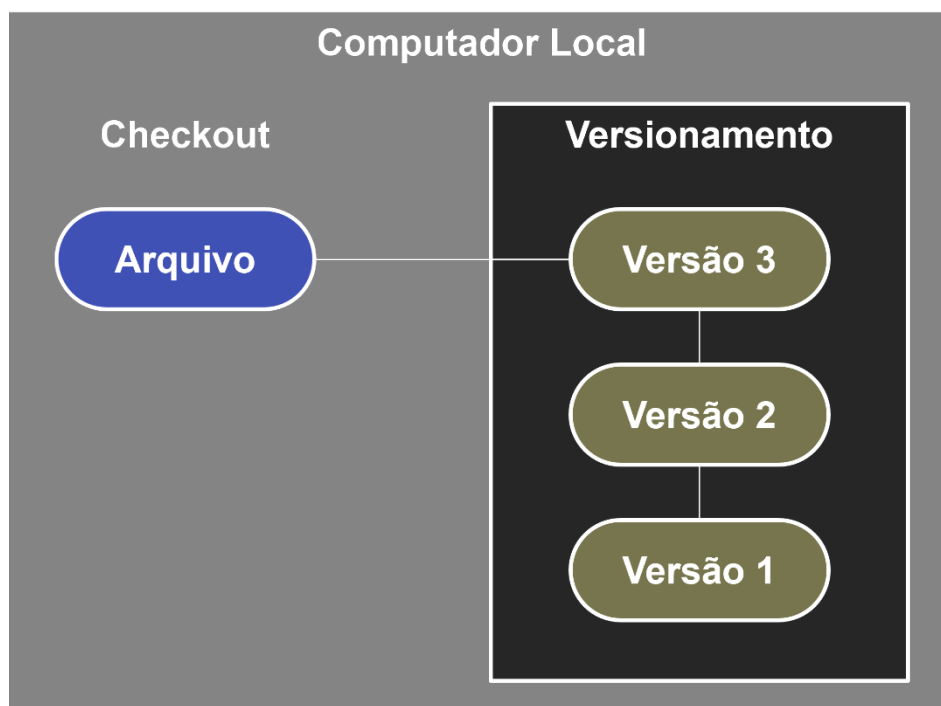 Computador Local
Checkout
Versionamento
Arquivo
Versão 3
Versão 2
Versão 1